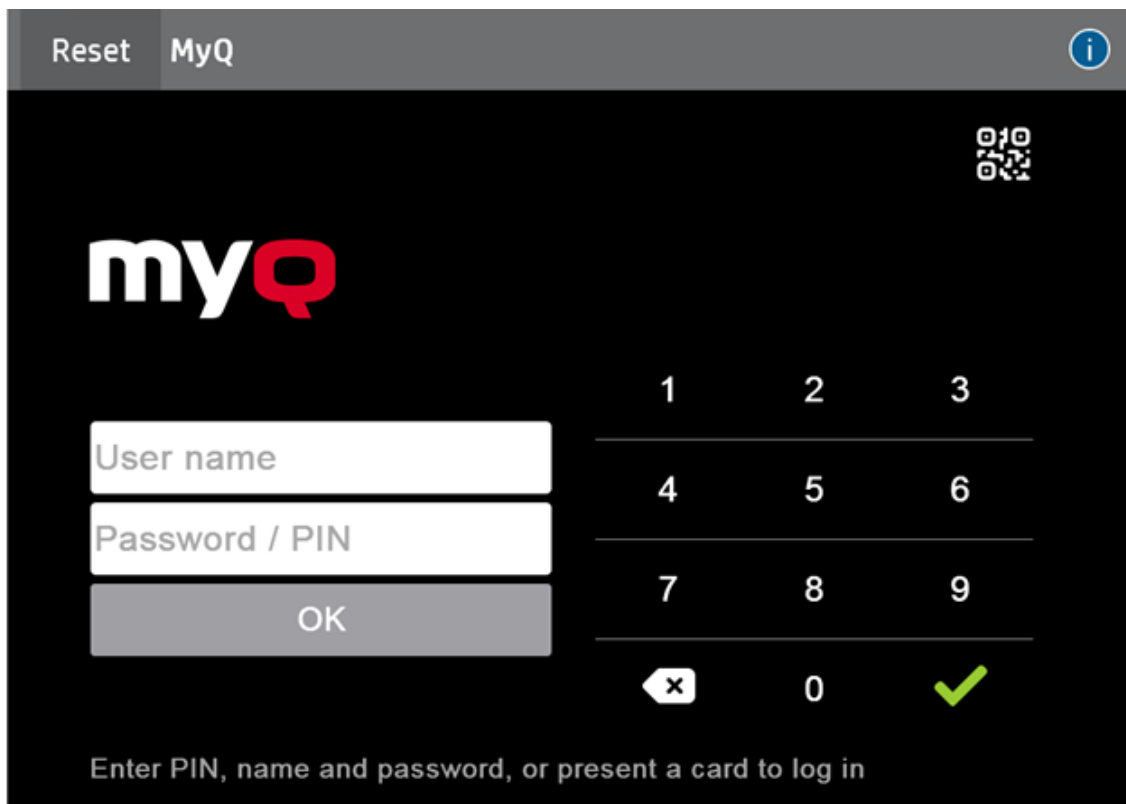 Reset MyQ i
myQ
User name
Password / PIN
OK
1 2 3
4 5 6
7 8 9
0
Enter PIN, name and password, or present a card to log in